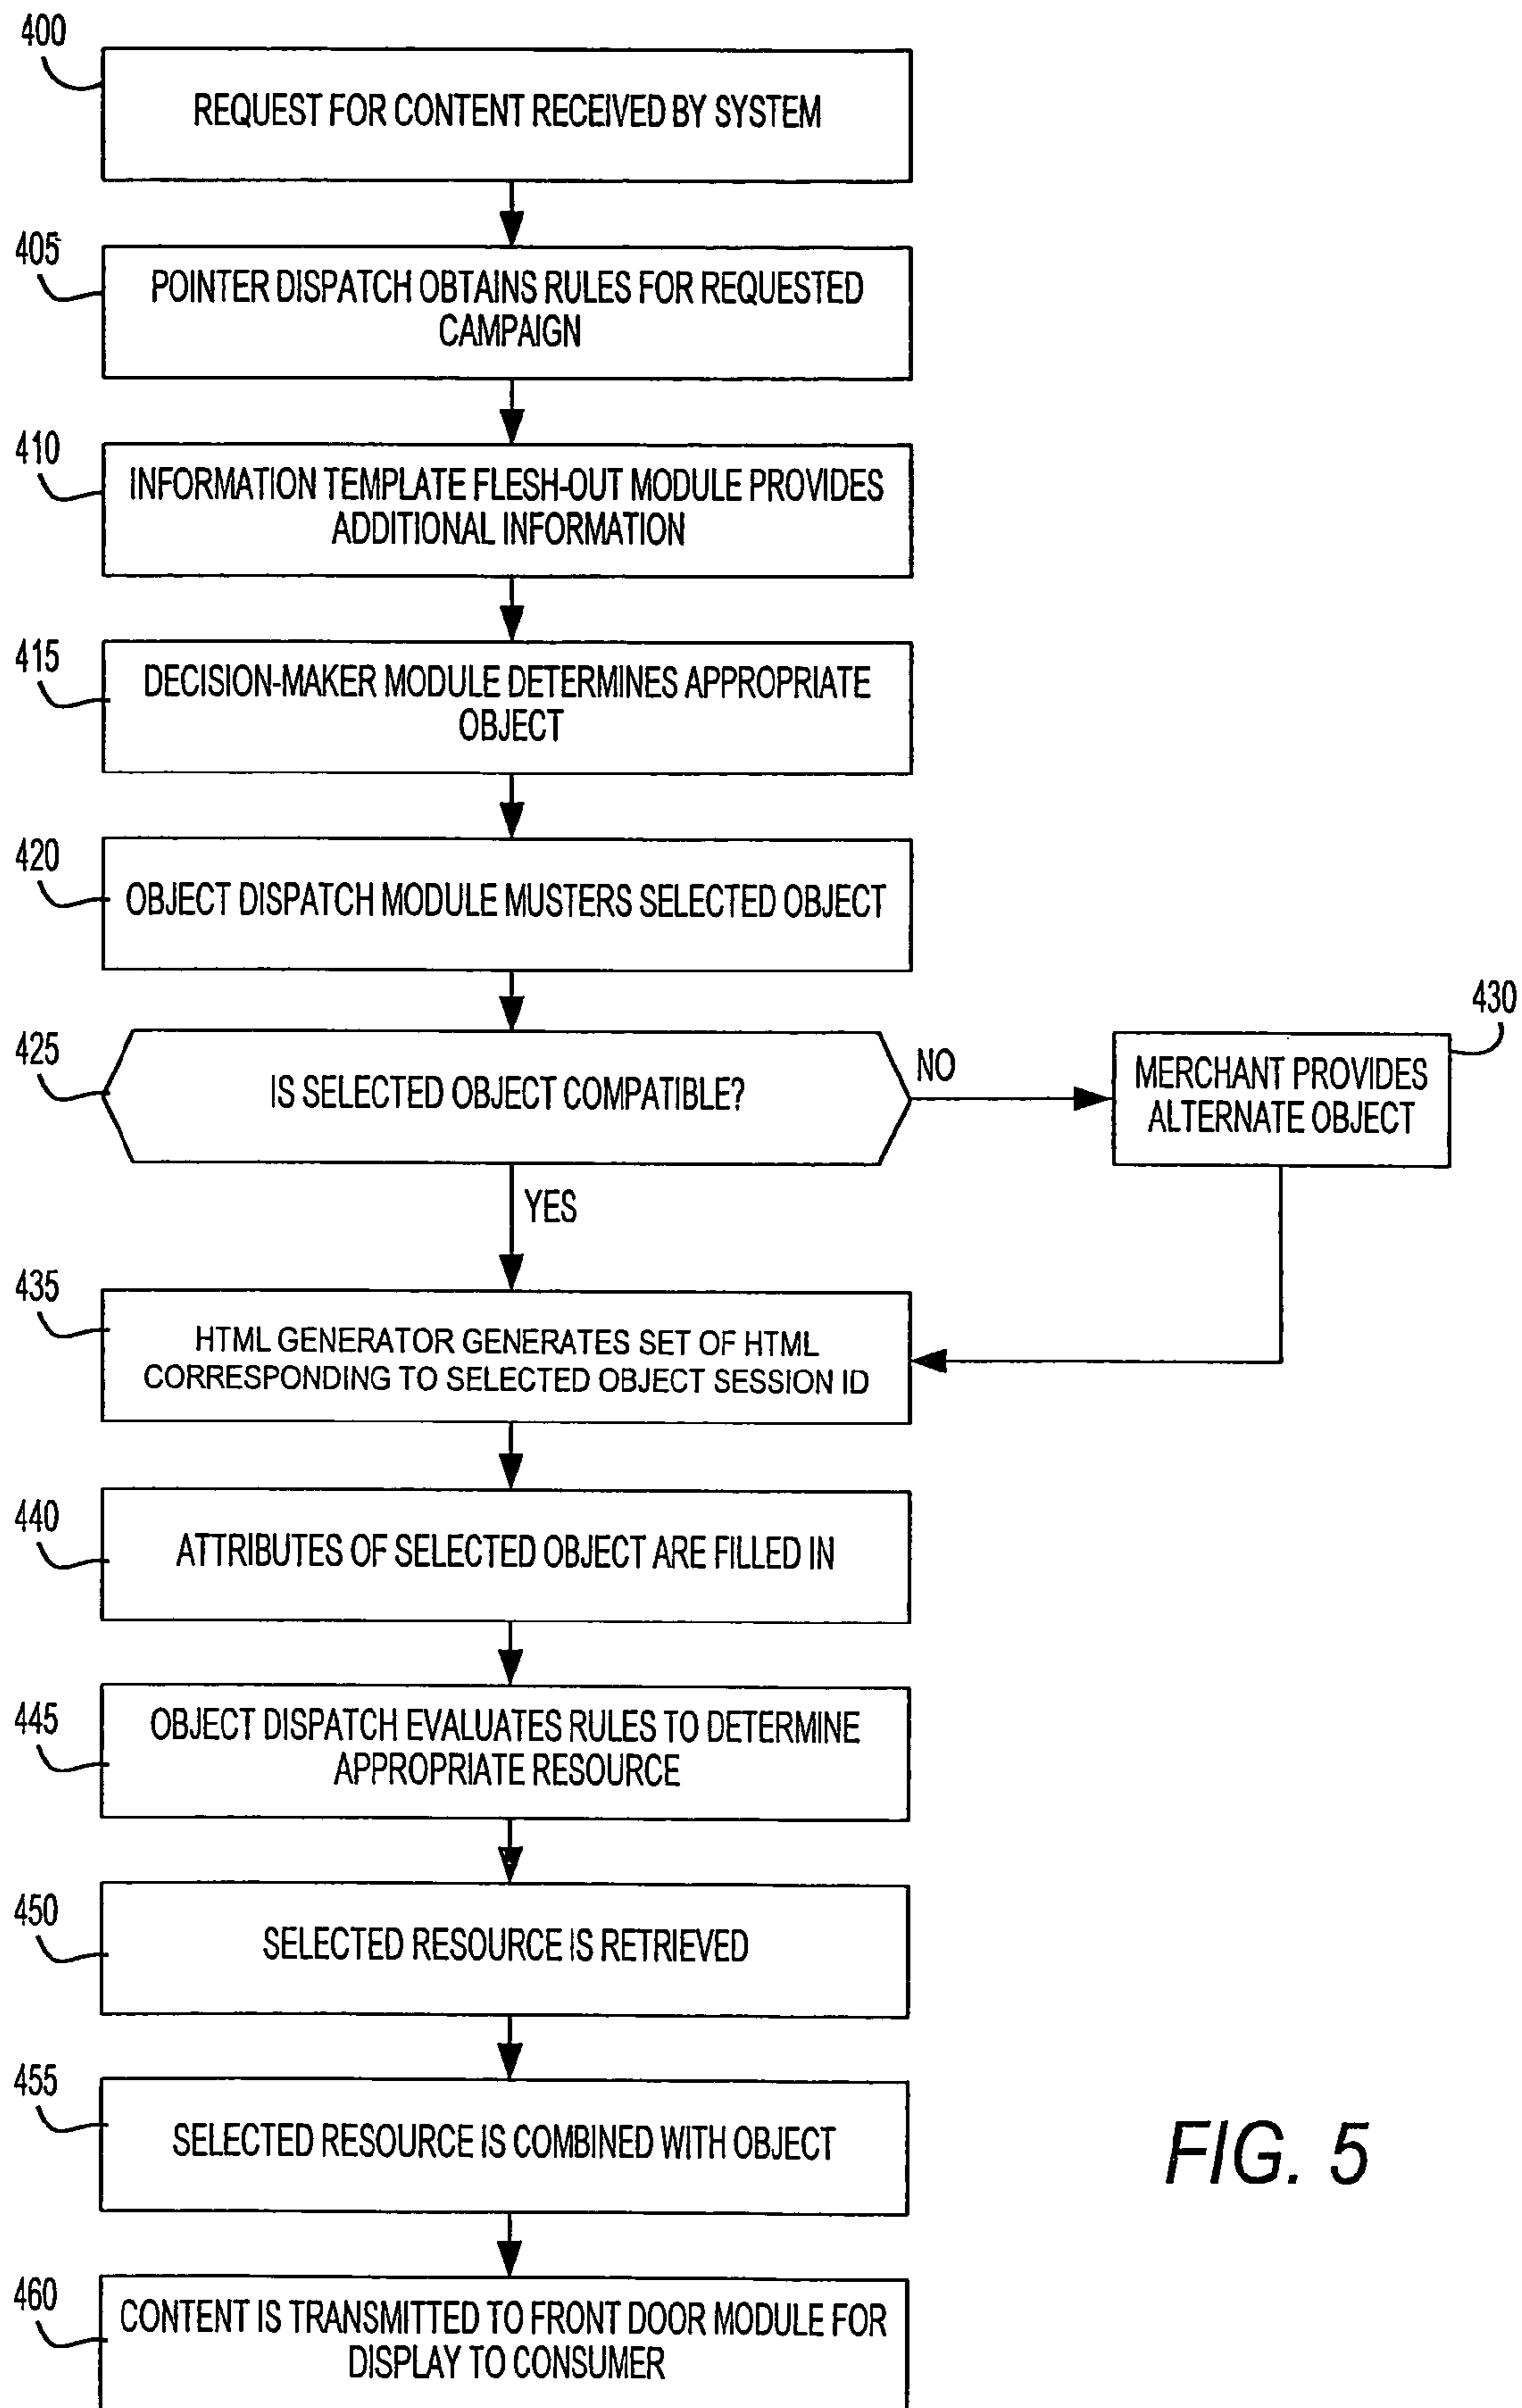 400
REQUEST FOR CONTENT RECEIVED BY SYSTEM
405
POINTER DISPATCH OBTAINS RULES FOR REQUESTED
CAMPAIGN
410
INFORMATION TEMPLATE FLESH-OUT MODULE PROVIDES
ADDITIONAL INFORMATION
415
DECISION-MAKER MODULE DETERMINES APPROPRIATE
OBJECT
420
OBJECT DISPATCH MODULE MUSTERS SELECTED OBJECT
425
IS SELECTED OBJECT COMPATIBLE?
NO
430
MERCHANT PROVIDES
ALTERNATE OBJECT
YES
435
HTML GENERATOR GENERATES SET OF HTML
CORRESPONDING TO SELECTED OBJECT SESSION ID
440
ATTRIBUTES OF SELECTED OBJECT ARE FILLED IN
445
OBJECT DISPATCH EVALUATES RULES TO DETERMINE
APPROPRIATE RESOURCE
450
SELECTED RESOURCE IS RETRIEVED
455
SELECTED RESOURCE IS COMBINED WITH OBJECT
FIG. 5
460
CONTENT IS TRANSMITTED TO FRONT DOOR MODULE FOR
DISPLAY TO CONSUMER